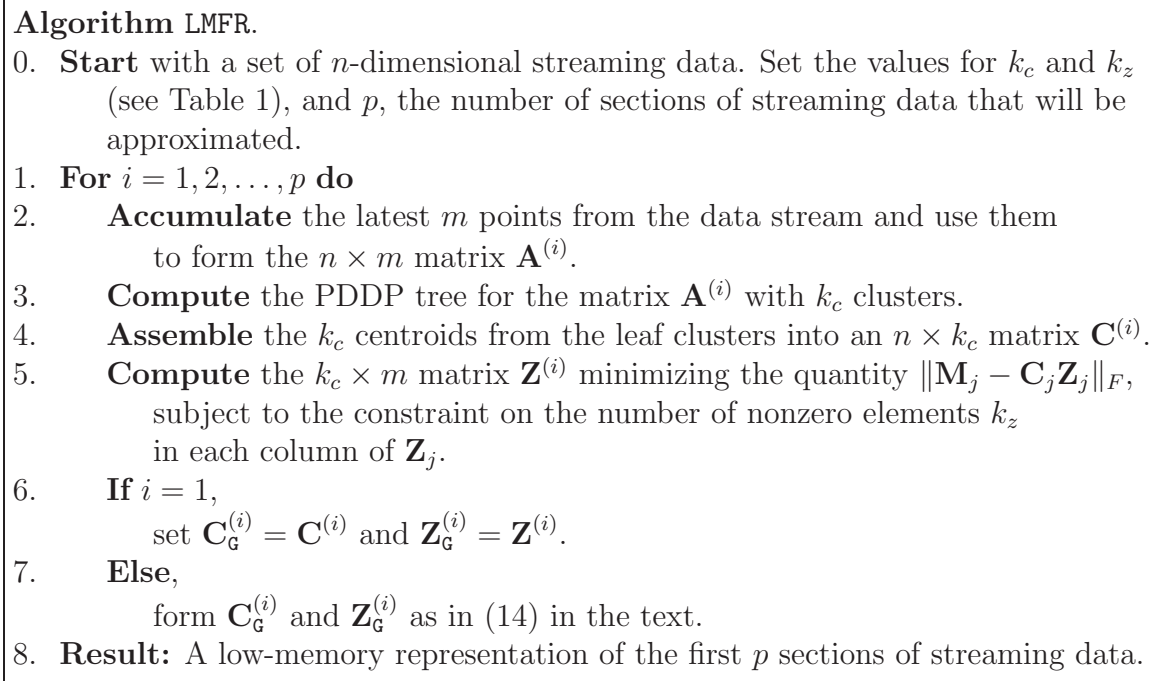 Algorithm LMFR.
0. Start with a set of n-dimensional streaming data. Set the values for k_c and k_z
(see Table 1), and p, the number of sections of streaming data that will be
approximated.
1. For i = 1, 2, . . . , p do
2. Accumulate the latest m points from the data stream and use them
to form the n × m matrix A^(i).
3. Compute the PDDP tree for the matrix A^(i) with k_c clusters.
4. Assemble the k_c centroids from the leaf clusters into an n × k_c matrix C^(i).
5. Compute the k_c × m matrix Z^(i) minimizing the quantity ‖M_j − C_jZ_j‖_F,
subject to the constraint on the number of nonzero elements k_z
in each column of Z_j.
6. If i = 1,
set C_G^(i) = C^(i) and Z_G^(i) = Z^(i).
7. Else,
form C_G^(i) and Z_G^(i) as in (14) in the text.
8. Result: A low-memory representation of the first p sections of streaming data.